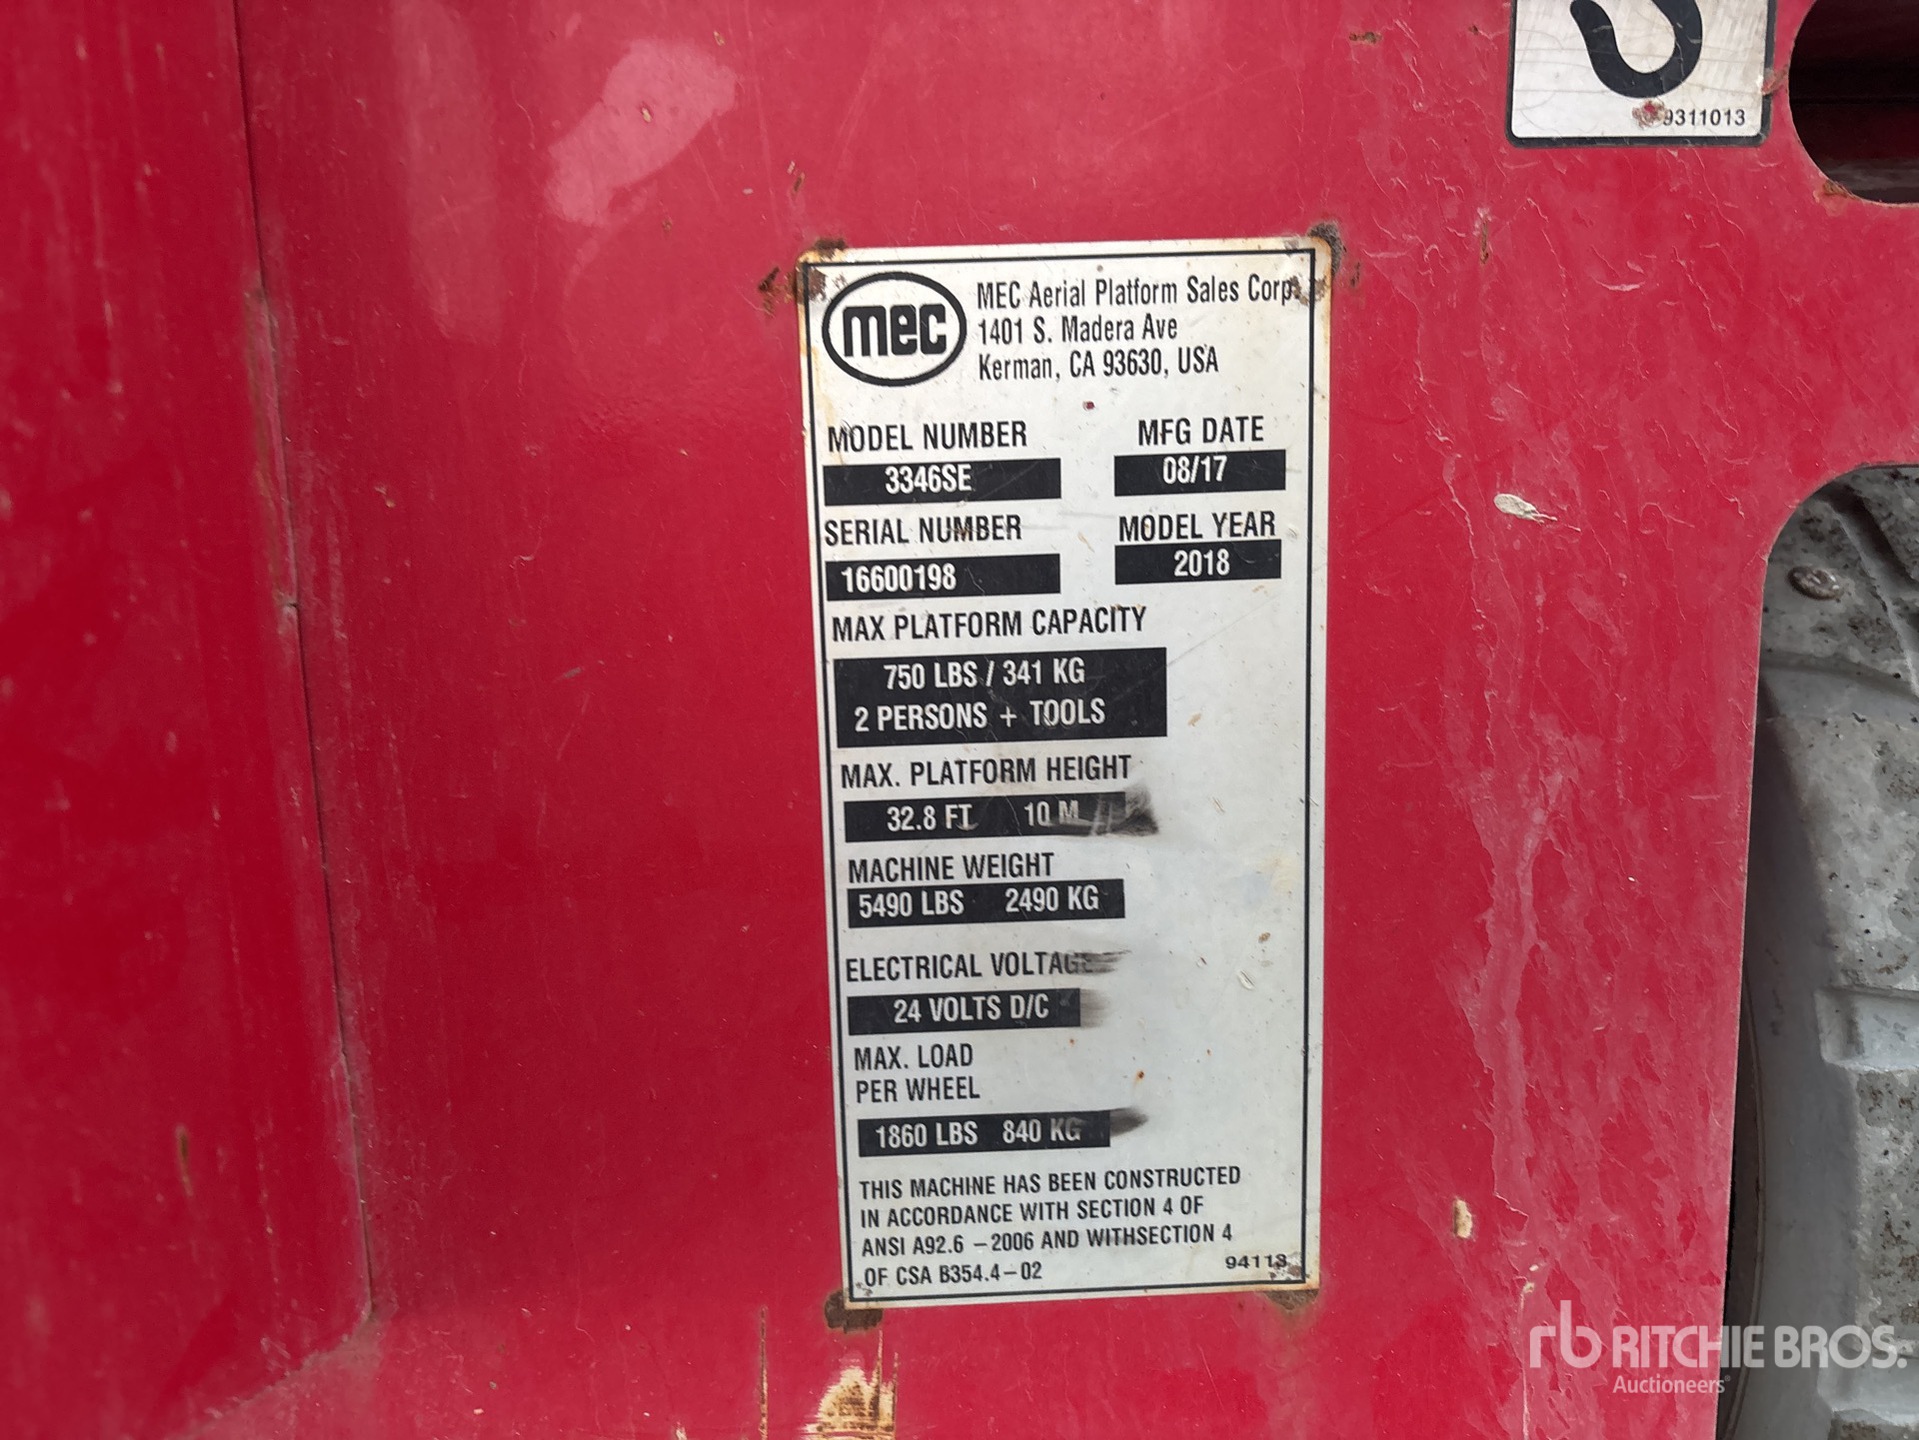 9311013
mec
MEC Aerial Platform Sales Corp.
1401 S. Madera Ave
Kerman, CA 93630, USA
MODEL NUMBER
MFG DATE
3346SE
08/17
SERIAL NUMBER
MODEL YEAR
16600198
2018
MAX PLATFORM CAPACITY
750 LBS / 341 KG
2 PERSONS + TOOLS
MAX. PLATFORM HEIGHT
32.8 FT 10 M
MACHINE WEIGHT
5490 LBS 2490 KG
ELECTRICAL VOLTAGE
24 VOLTS D/C
MAX. LOAD
PER WHEEL
1860 LBS 840 KG
THIS MACHINE HAS BEEN CONSTRUCTED
IN ACCORDANCE WITH SECTION 4 OF
ANSI A92.6 –2006 AND WITHSECTION 4
OF CSA B354.4–02
94118
rb RITCHIE BROS.
Auctioneers